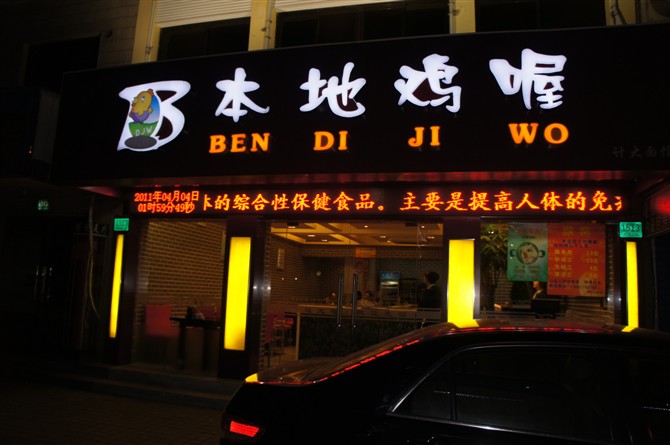 本地鸡喔
BEN DI JI WO
DJW
2011年04月04日
01时59分49秒
的综合性保健食品。主要是提高人体的免